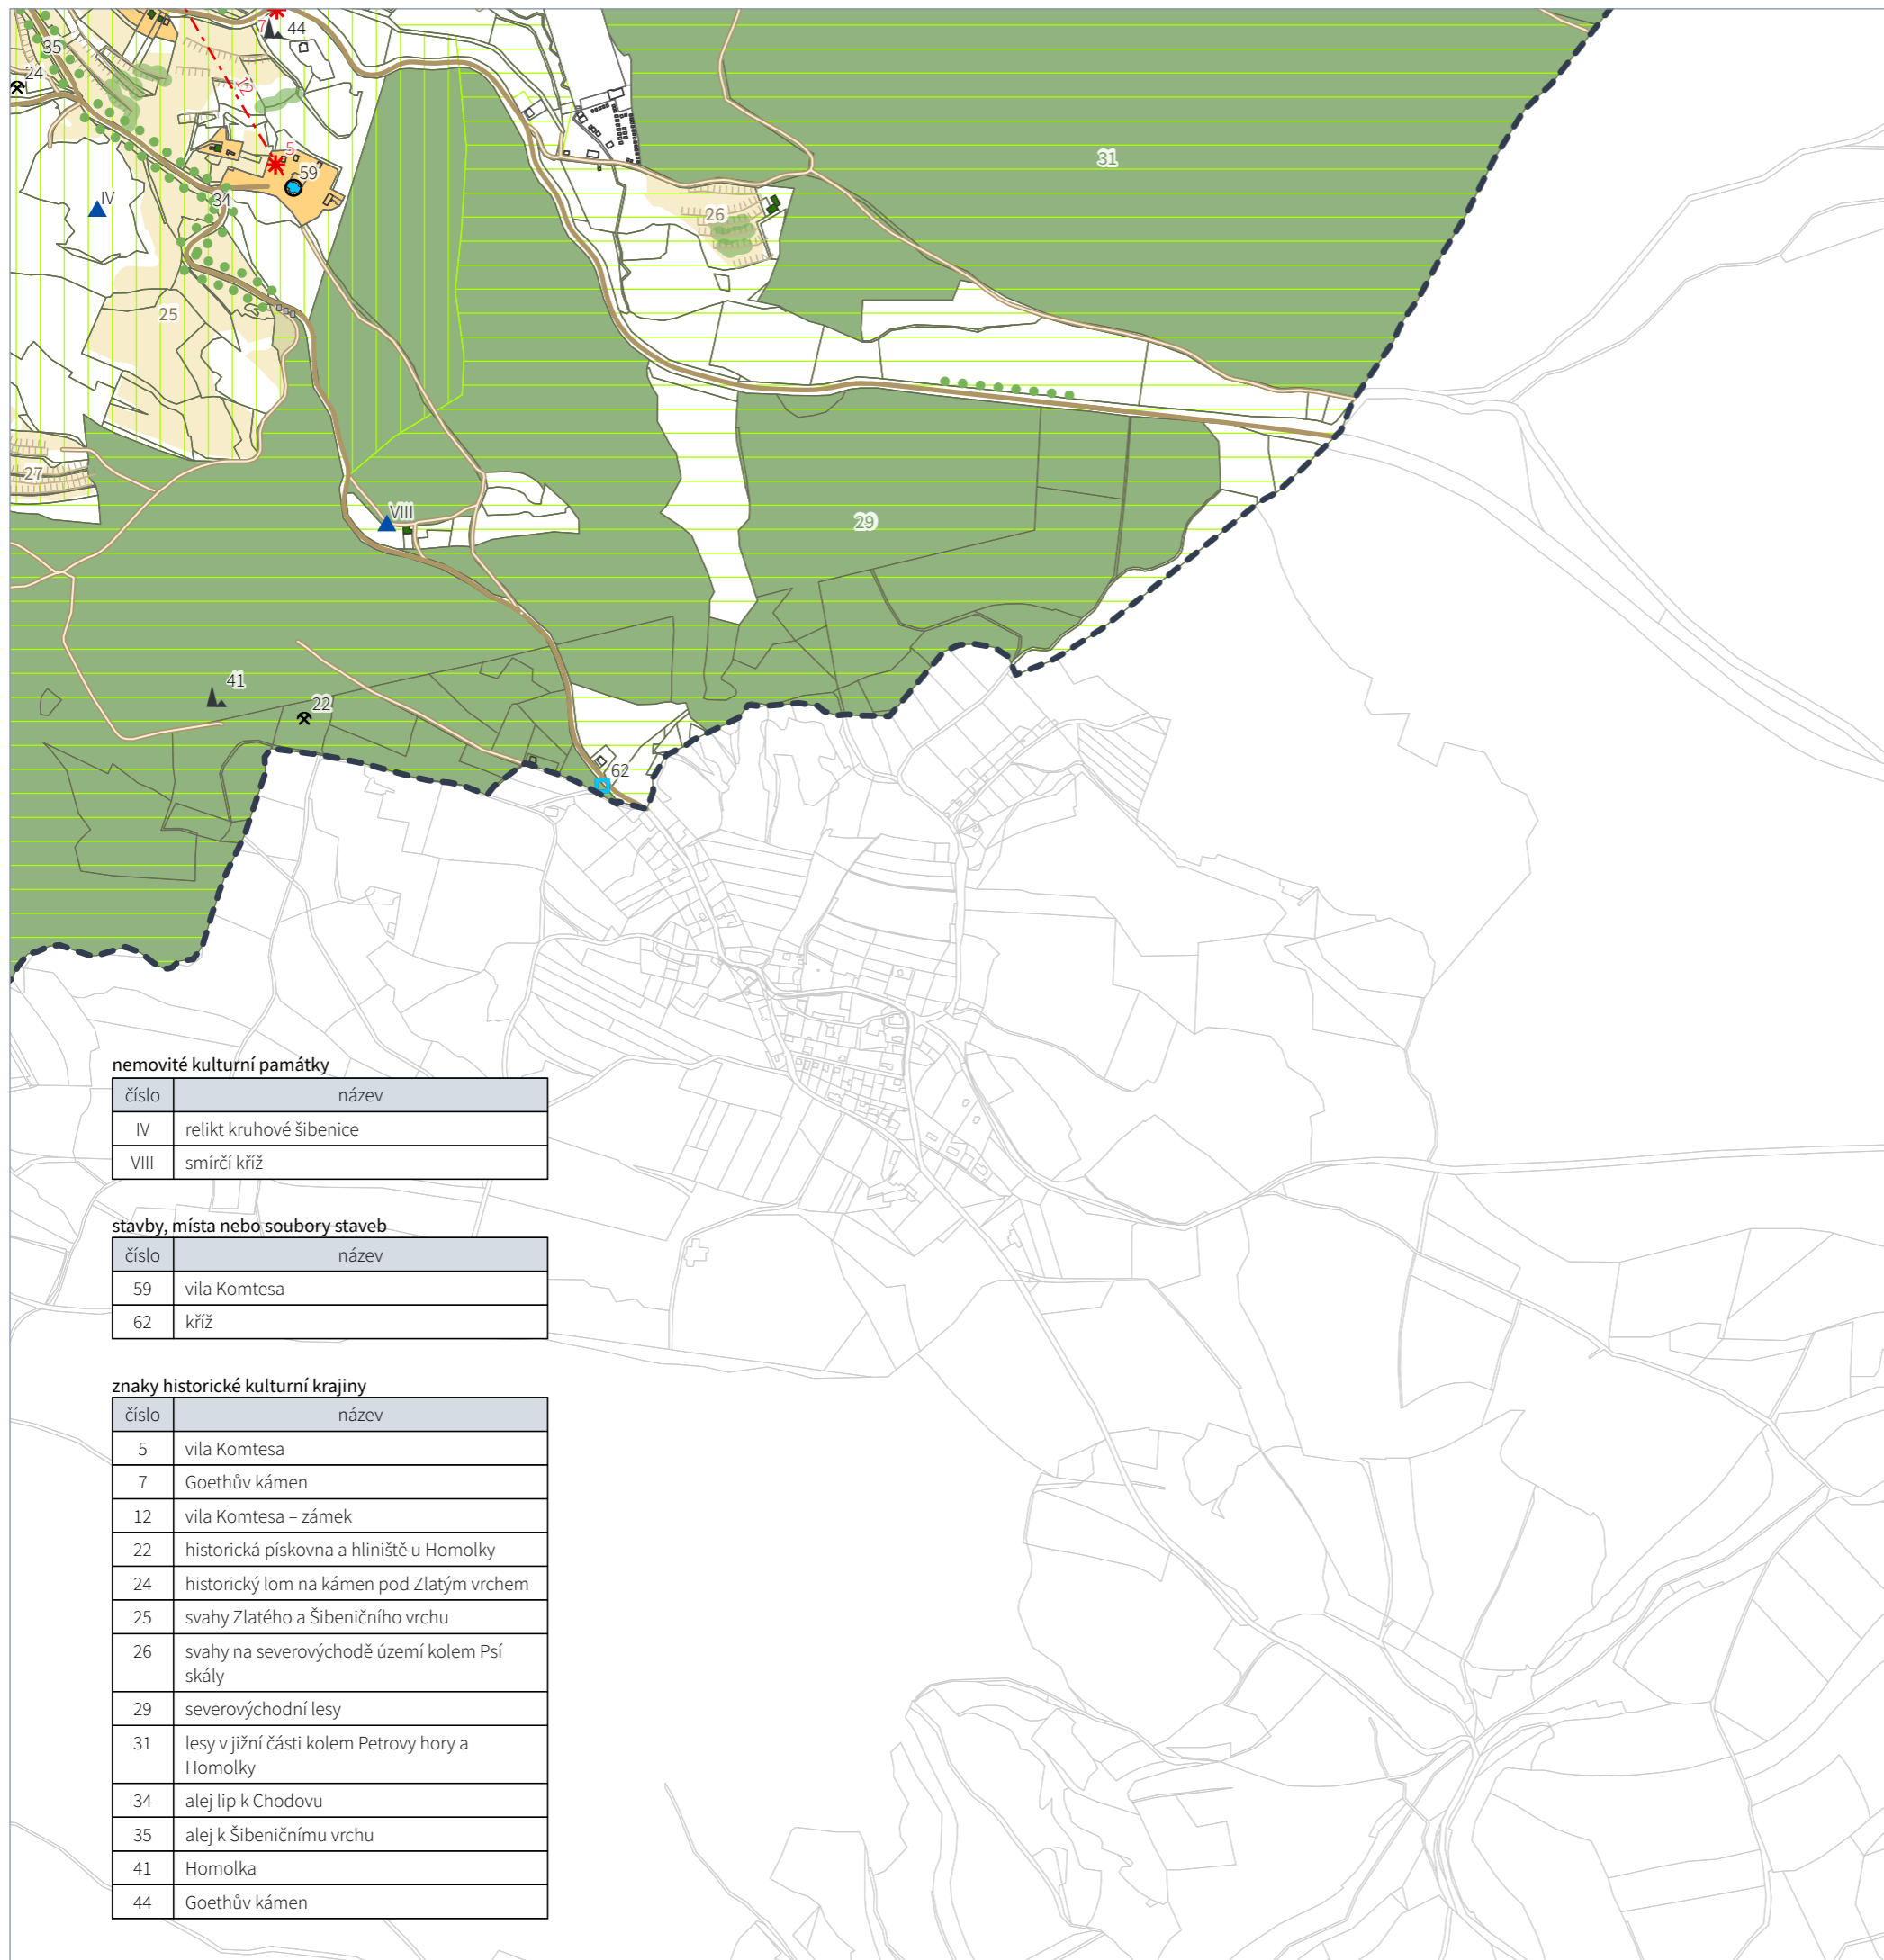 7
44
35
24
12
5
59
31
IV
34
26
25
27
VIII
29
41
22
62
nemovité kulturní památky
číslo název
IV relikt kruhové šibenice
VIII smírčí kříž
stavby, místa nebo soubory staveb
číslo název
59 vila Komtesa
62 kříž
znaky historické kulturní krajiny
číslo název
5 vila Komtesa
7 Goethův kámen
12 vila Komtesa – zámek
22 historická pískovna a hliniště u Homolky
24 historický lom na kámen pod Zlatým vrchem
25 svahy Zlatého a Šibeničního vrchu
26 svahy na severovýchodě území kolem Psí
skály
29 severovýchodní lesy
31 lesy v jižní části kolem Petrovy hory a
Homolky
34 alej lip k Chodovu
35 alej k Šibeničnímu vrchu
41 Homolka
44 Goethův kámen